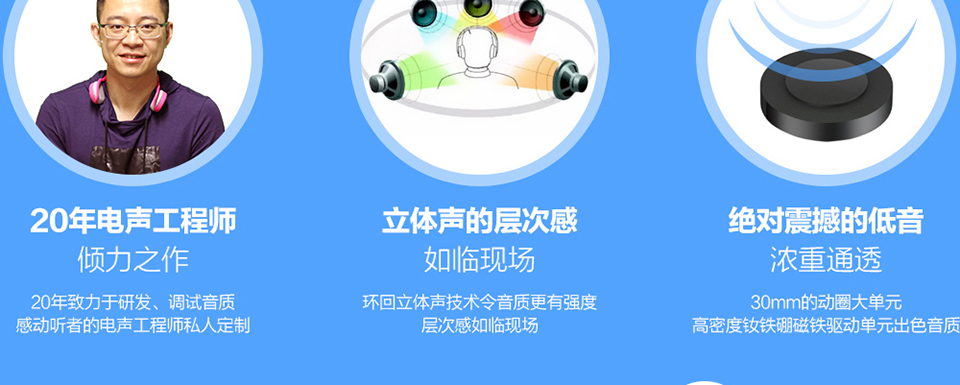 20年电声工程师
倾力之作
20年致力于研发、调试音质
感动听者的电声工程师私人定制
立体声的层次感
如临现场
环回立体声技术令音质更有强度
层次感如临现场
绝对震撼的低音
浓重通透
30mm的动圈大单元
高密度钕铁硼磁铁驱动单元出色音质